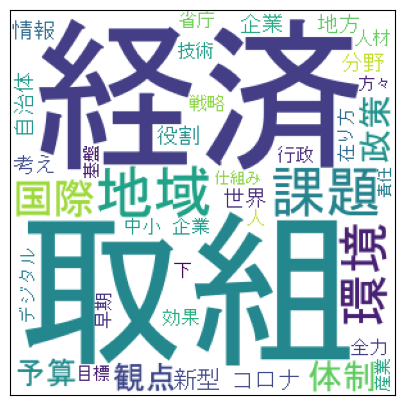 情報
省庁
企業
地方
人材
技術
分野
方々
経済
自治体
戦略
役割
在り方
政策
考え
基盤
行政
責任
国際
地域
仕組み
課題
世界
人
中小 企業
取組
環境
デジタル
早期
下
効果
全力
予算
目標
観点
新型 コロナ
体制
産業